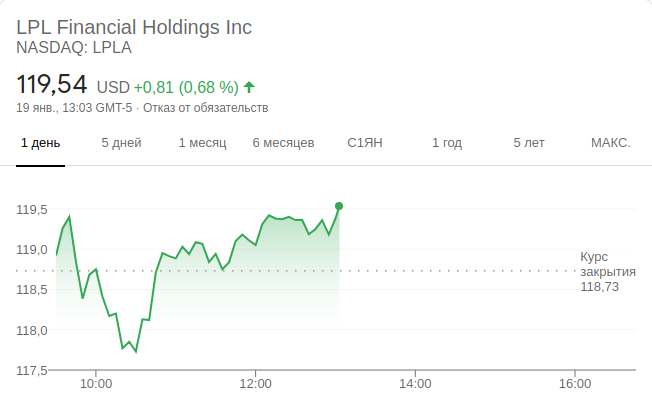 LPL Financial Holdings Inc
NASDAQ: LPLA
119,54 USD +0,81 (0,68 %)
19 янв., 13:03 GMT-5 · Отказ от обязательств
1 день 5 дней 1 месяц 6 месяцев С1ЯН 1 год 5 лет МАКС.
119,5
119,0
Курс
закрытия
118,73
118,5
118,0
117,5
10:00 12:00 14:00 16:00